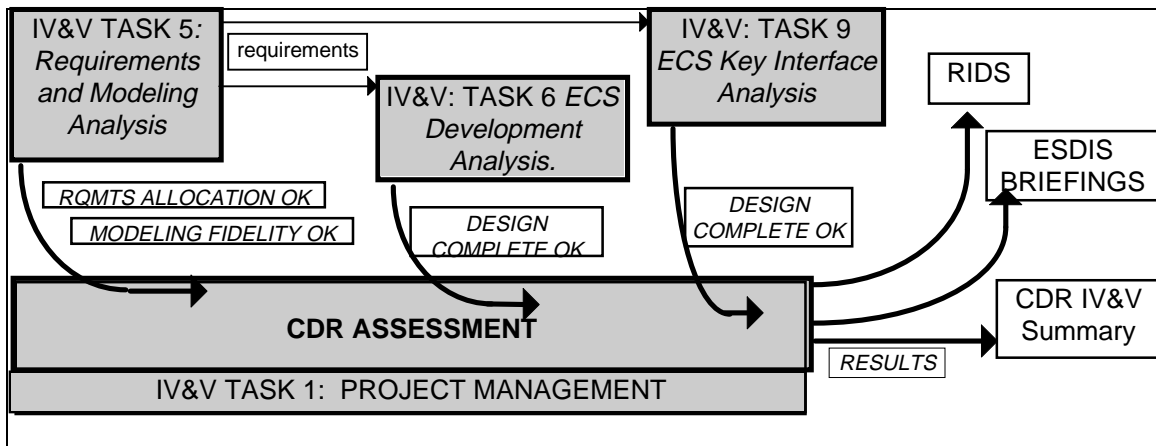 IV&V TASK 5:
Requirements
and Modeling
Analysis
requirements
IV&V: TASK 6 ECS
Development
Analysis.
IV&V: TASK 9
ECS Key Interface
Analysis
RIDS
ESDIS
BRIEFINGS
RQMTS ALLOCATION OK
MODELING FIDELITY OK
DESIGN
COMPLETE OK
DESIGN
COMPLETE OK
CDR ASSESSMENT
CDR IV&V
Summary
RESULTS
IV&V TASK 1: PROJECT MANAGEMENT